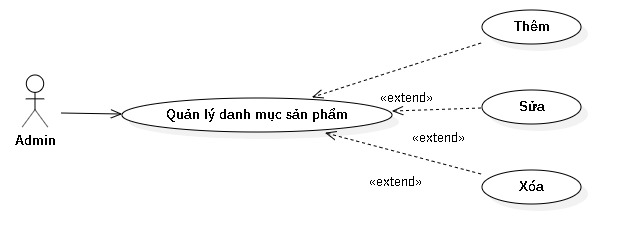 Thêm
«extend»
Sửa
Quản lý danh mục sản phẩm
Admin
«extend»
«extend»
Xóa